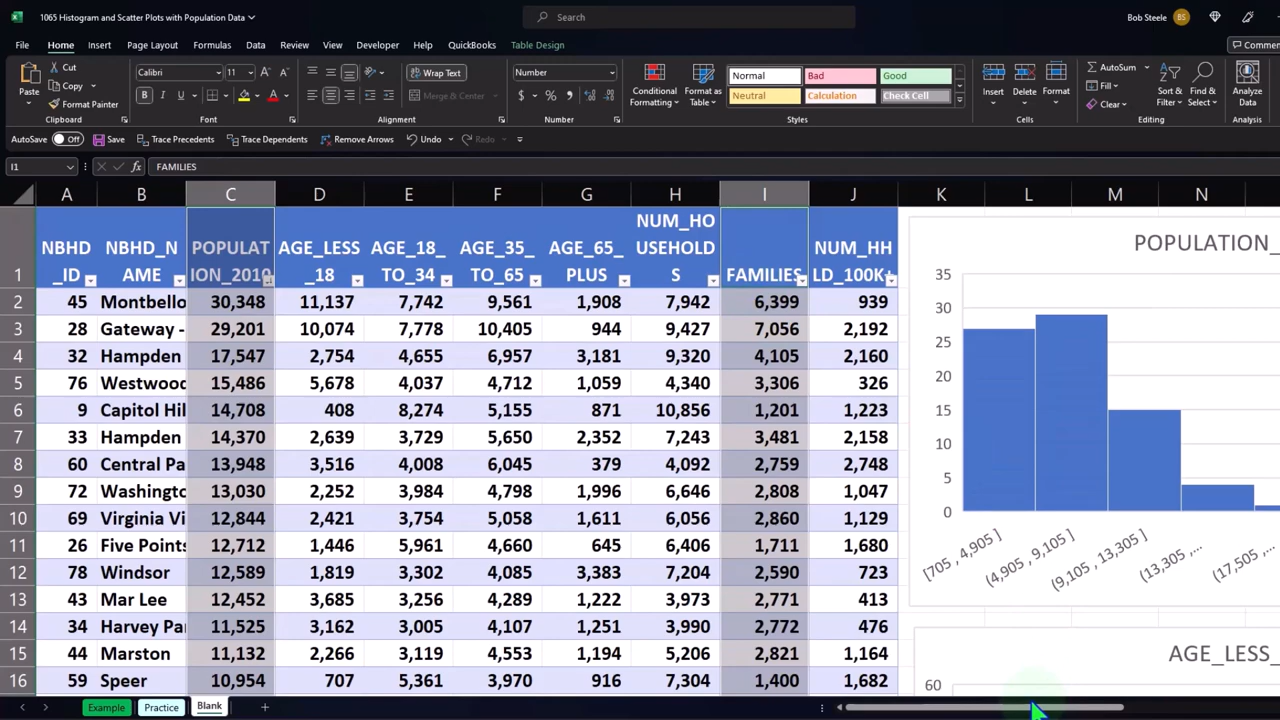 1065 Histogram and Scatter Plots with Population Data
Search
Bob Steele
BS
File Home Insert Page Layout Formulas Data Review View Developer Help QuickBooks Table Design
Comme
Paste
Cut
Copy
Format Painter
Clipboard
Calibri 11
B I U
Font
Wrap Text
Merge & Center
Alignment
Number
$ % ,
Number
Conditional Formatting
Format as Table
Normal Bad Good
Neutral Calculation Check Cell
Styles
Insert Delete Format
Cells
AutoSum
Fill
Clear
Sort & Filter
Find & Select
Editing
Analyze Data
Analysis
AutoSave Off Save Trace Precedents Trace Dependents Remove Arrows Undo Redo
I1 fx FAMILIES
A B C D E F G H I J K L M N
1 NBHD_ID NBHD_NAME POPULATION_2010 AGE_LESS_18 AGE_18_TO_34 AGE_35_TO_65 AGE_65_PLUS NUM_HOUSEHOLDS FAMILIES NUM_HHLD_100K+
2 45 Montbello 30,348 11,137 7,742 9,561 1,908 7,942 6,399 939
3 28 Gateway - 29,201 10,074 7,778 10,405 944 9,427 7,056 2,192
4 32 Hampden 17,547 2,754 4,655 6,957 3,181 9,320 4,105 2,160
5 76 Westwood 15,486 5,678 4,037 4,712 1,059 4,340 3,306 326
6 9 Capitol Hil 14,708 408 8,274 5,155 871 10,856 1,201 1,223
7 33 Hampden 14,370 2,639 3,729 5,650 2,352 7,243 3,481 2,158
8 60 Central Pa 13,948 3,516 4,008 6,045 379 4,092 2,759 2,748
9 72 Washingto 13,030 2,252 3,984 4,798 1,996 6,646 2,808 1,047
10 69 Virginia Vi 12,844 2,421 3,754 5,058 1,611 6,056 2,860 1,129
11 26 Five Points 12,712 1,446 5,961 4,660 645 6,406 1,711 1,680
12 78 Windsor 12,589 1,819 3,302 4,085 3,383 7,204 2,590 723
13 43 Mar Lee 12,452 3,685 3,256 4,289 1,222 3,973 2,771 413
14 34 Harvey Pa 11,525 3,162 3,005 4,107 1,251 3,990 2,772 476
15 44 Marston 11,132 2,266 3,119 4,553 1,194 5,206 2,821 1,164
16 59 Speer 10,954 707 5,361 3,970 916 7,304 1,400 1,682
POPULATION_
35
30
25
20
15
10
5
0
[705 , 4,905 ] (4,905 , 9,105 ] (9,105 , 13,305 ] (13,305 ,... (17,505 ,...
AGE_LESS_
60
Example Practice Blank